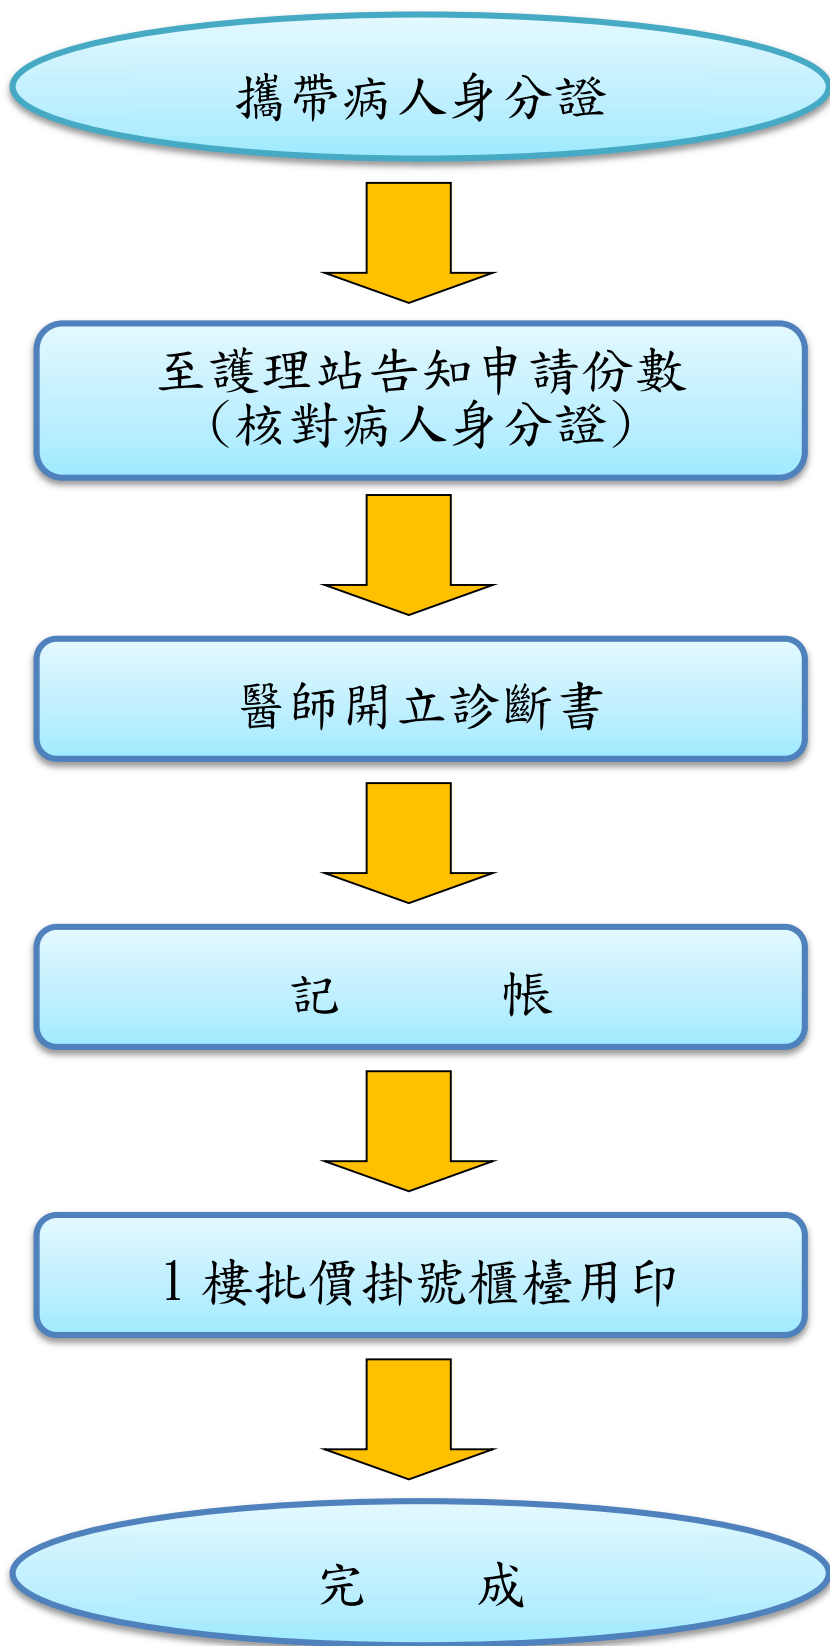 攜帶病人身分證
至護理站告知申請份數
（核對病人身分證）
醫師開立診斷書
記　　　帳
1 樓批價掛號櫃檯用印
完　　成